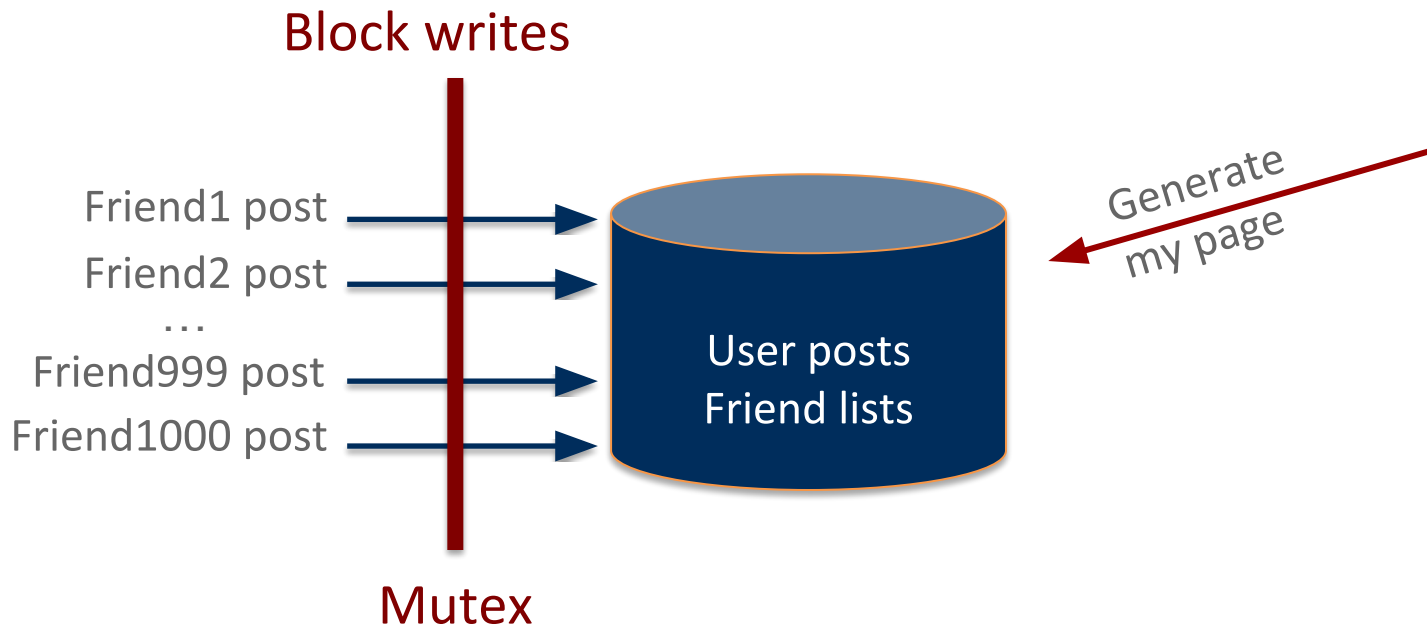 Block writes
Friend1 post
Friend2 post
...
Friend999 post
Friend1000 post
User posts
Friend lists
Generate
my page
Mutex